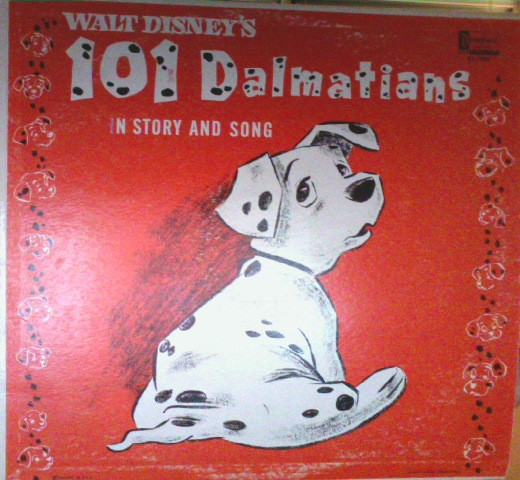 WALT DISNEY'S
101 Dalmatians
IN STORY AND SONG